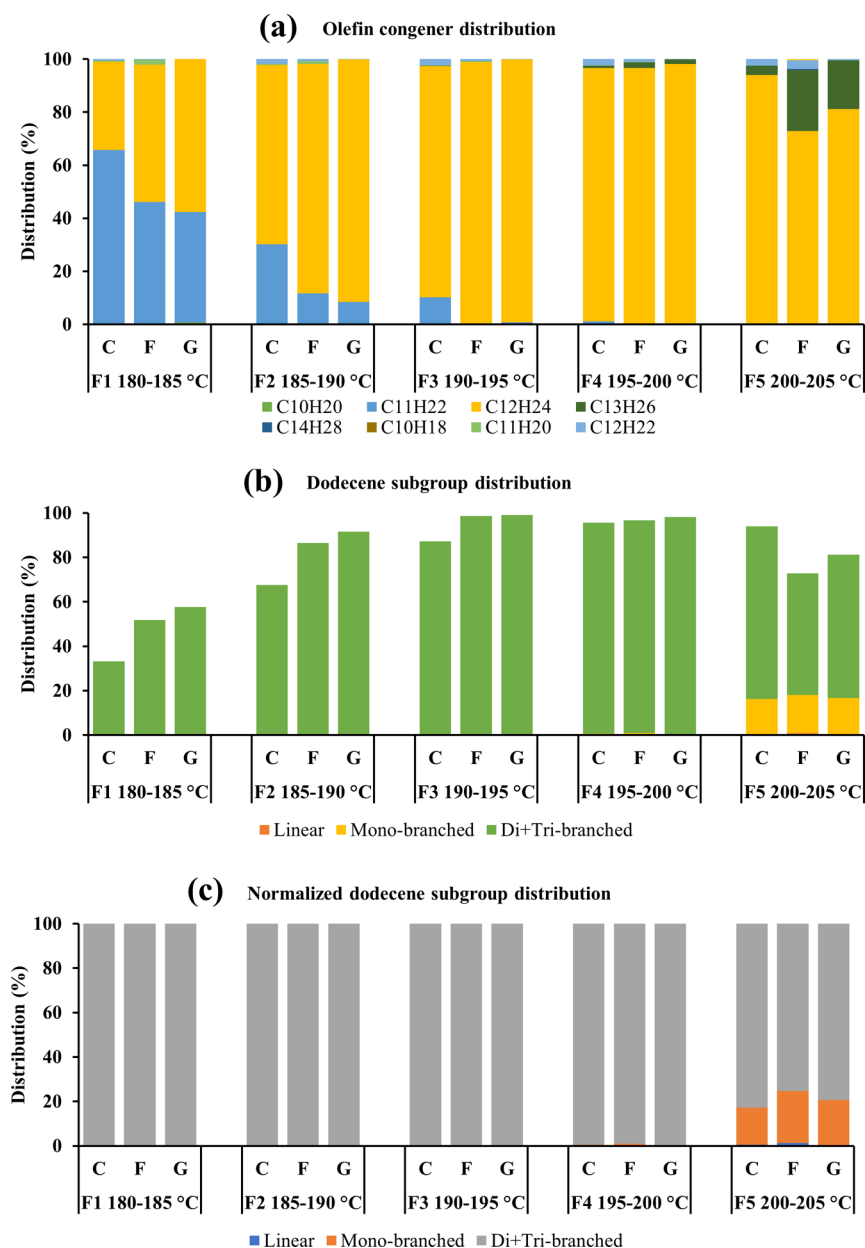 (a) Olefin congener distribution
Distribution (%)
100
80
60
40
20
0
C F G C F G C F G C F G C F G
F1 180-185 °C F2 185-190 °C F3 190-195 °C F4 195-200 °C F5 200-205 °C
C10H20 C11H22 C12H24 C13H26
C14H28 C10H18 C11H20 C12H22
(b) Dodecene subgroup distribution
Distribution (%)
100
80
60
40
20
0
C F G C F G C F G C F G C F G
F1 180-185 °C F2 185-190 °C F3 190-195 °C F4 195-200 °C F5 200-205 °C
Linear Mono-branched Di+Tri-branched
(c) Normalized dodecene subgroup distribution
Distribution (%)
100
80
60
40
20
0
C F G C F G C F G C F G C F G
F1 180-185 °C F2 185-190 °C F3 190-195 °C F4 195-200 °C F5 200-205 °C
Linear Mono-branched Di+Tri-branched